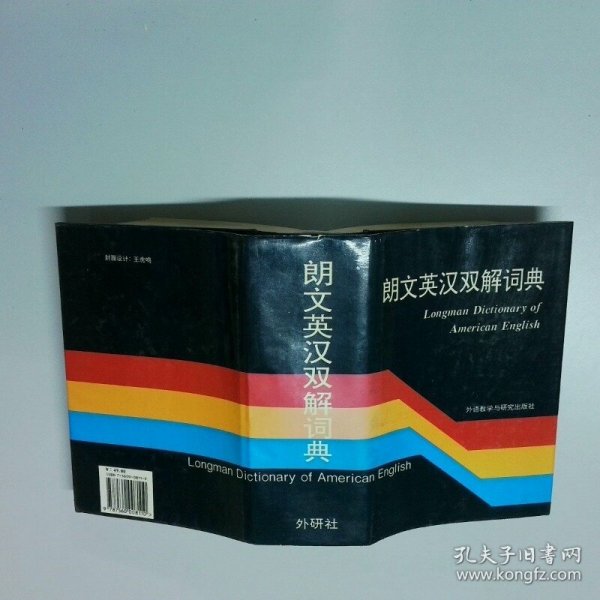 封面设计：王庚鸣
朗文英汉双解词典
Longman Dictionary of American English
外研社
朗文英汉双解词典
Longman Dictionary of
American English
外语教学与研究出版社
孔夫子旧书网
www.kongfz.com